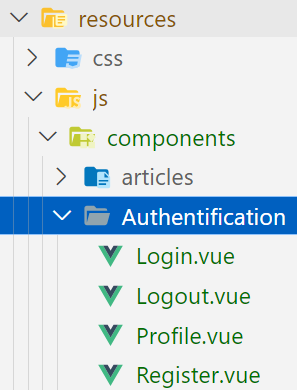 resources
css
js
components
articles
Authentification
Login.vue
Logout.vue
Profile.vue
Register.vue